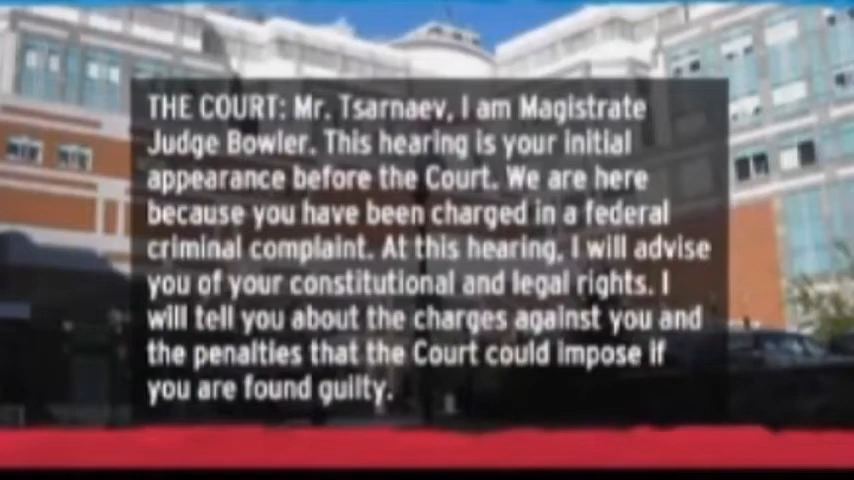 THE COURT: Mr. Tsarnaev, I am Magistrate
Judge Bowler. This hearing is your initial
appearance before the Court. We are here
because you have been charged in a federal
criminal complaint. At this hearing, I will advise
you of your constitutional and legal rights. I
will tell you about the charges against you and
the penalties that the Court could impose if
you are found guilty.